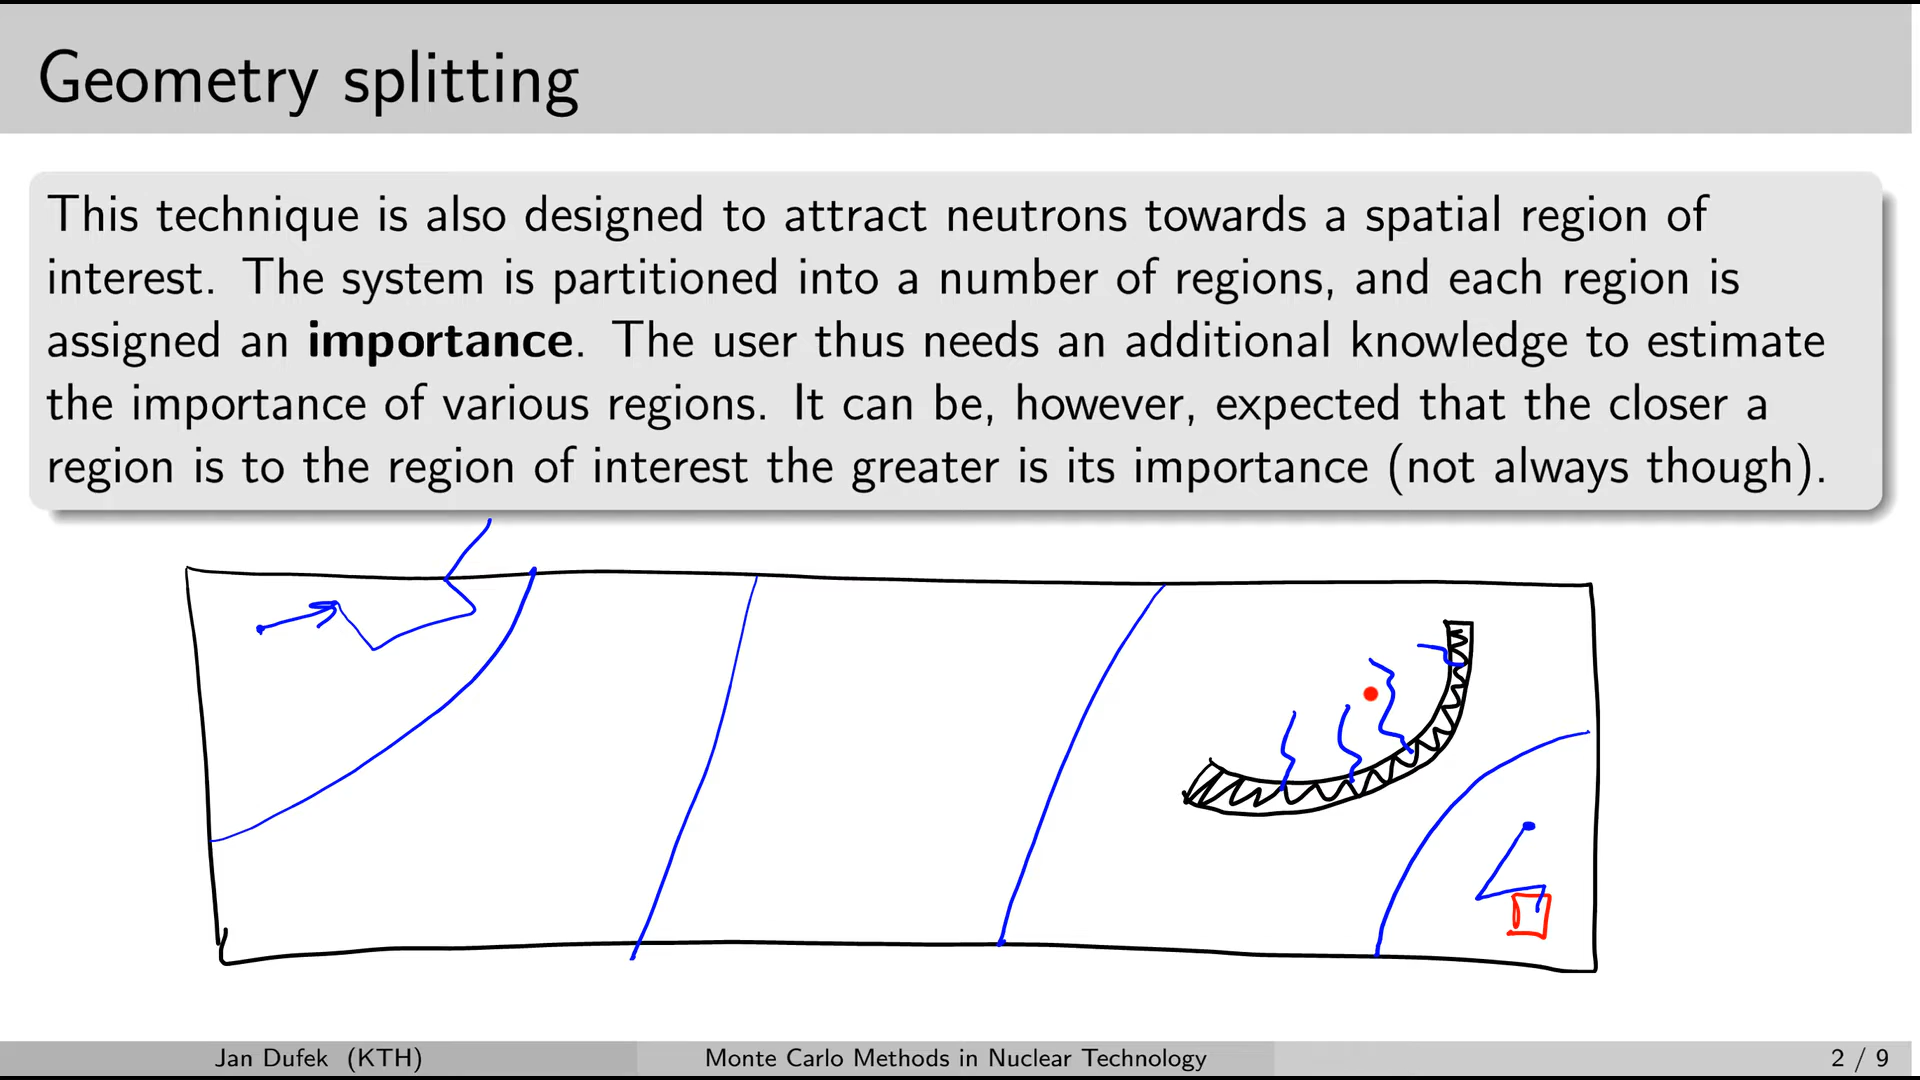 Geometry splitting
This technique is also designed to attract neutrons towards a spatial region of
interest. The system is partitioned into a number of regions, and each region is
assigned an importance. The user thus needs an additional knowledge to estimate
the importance of various regions. It can be, however, expected that the closer a
region is to the region of interest the greater is its importance (not always though).
Jan Dufek (KTH)
Monte Carlo Methods in Nuclear Technology
2 / 9